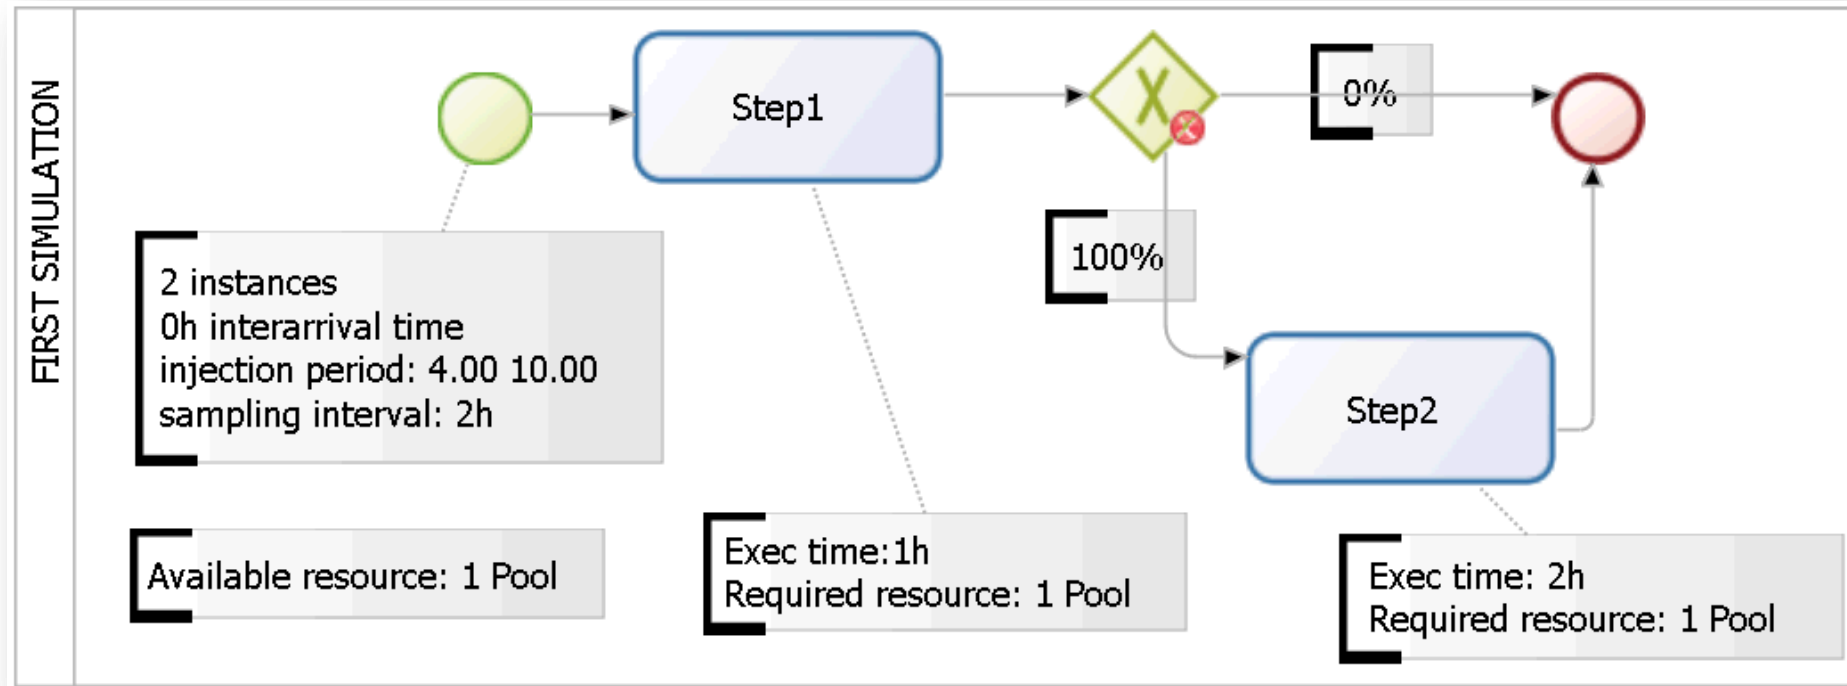 FIRST SIMULATION
Step1
0%
100%
2 instances
0h interarrival time
injection period: 4.00 10.00
sampling interval: 2h
Step2
Available resource: 1 Pool
Exec time:1h
Required resource: 1 Pool
Exec time: 2h
Required resource: 1 Pool